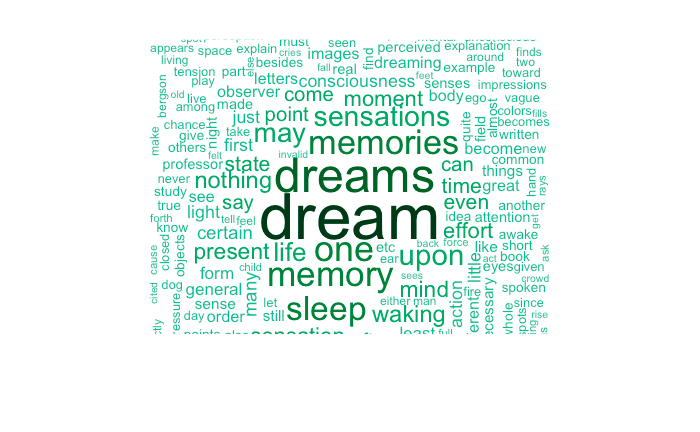 must seen
appears space explain cries images find perceived explanation finds
living else besides fall real dreaming around two
tension part letters consciousness feet example toward
play observer come moment senses impressions
bergson old live made body ego vague
among just point sensations quite field almost colors fills
chance night take may memories becomes
make give first become written
others felt invalid new
professor state dreams can common
never nothing time things
study see say great hand rays
true light dream even another
forth tell feel idea attention get
know certain effort awake
closed present life one etc back force like short
cause objects ear upon act book ask
form child memory sees eyes given
dog general many mind little crowd
cited sense let sleep either man action fire spoken
day order still waking since
whole spots rise
points also sensation least full